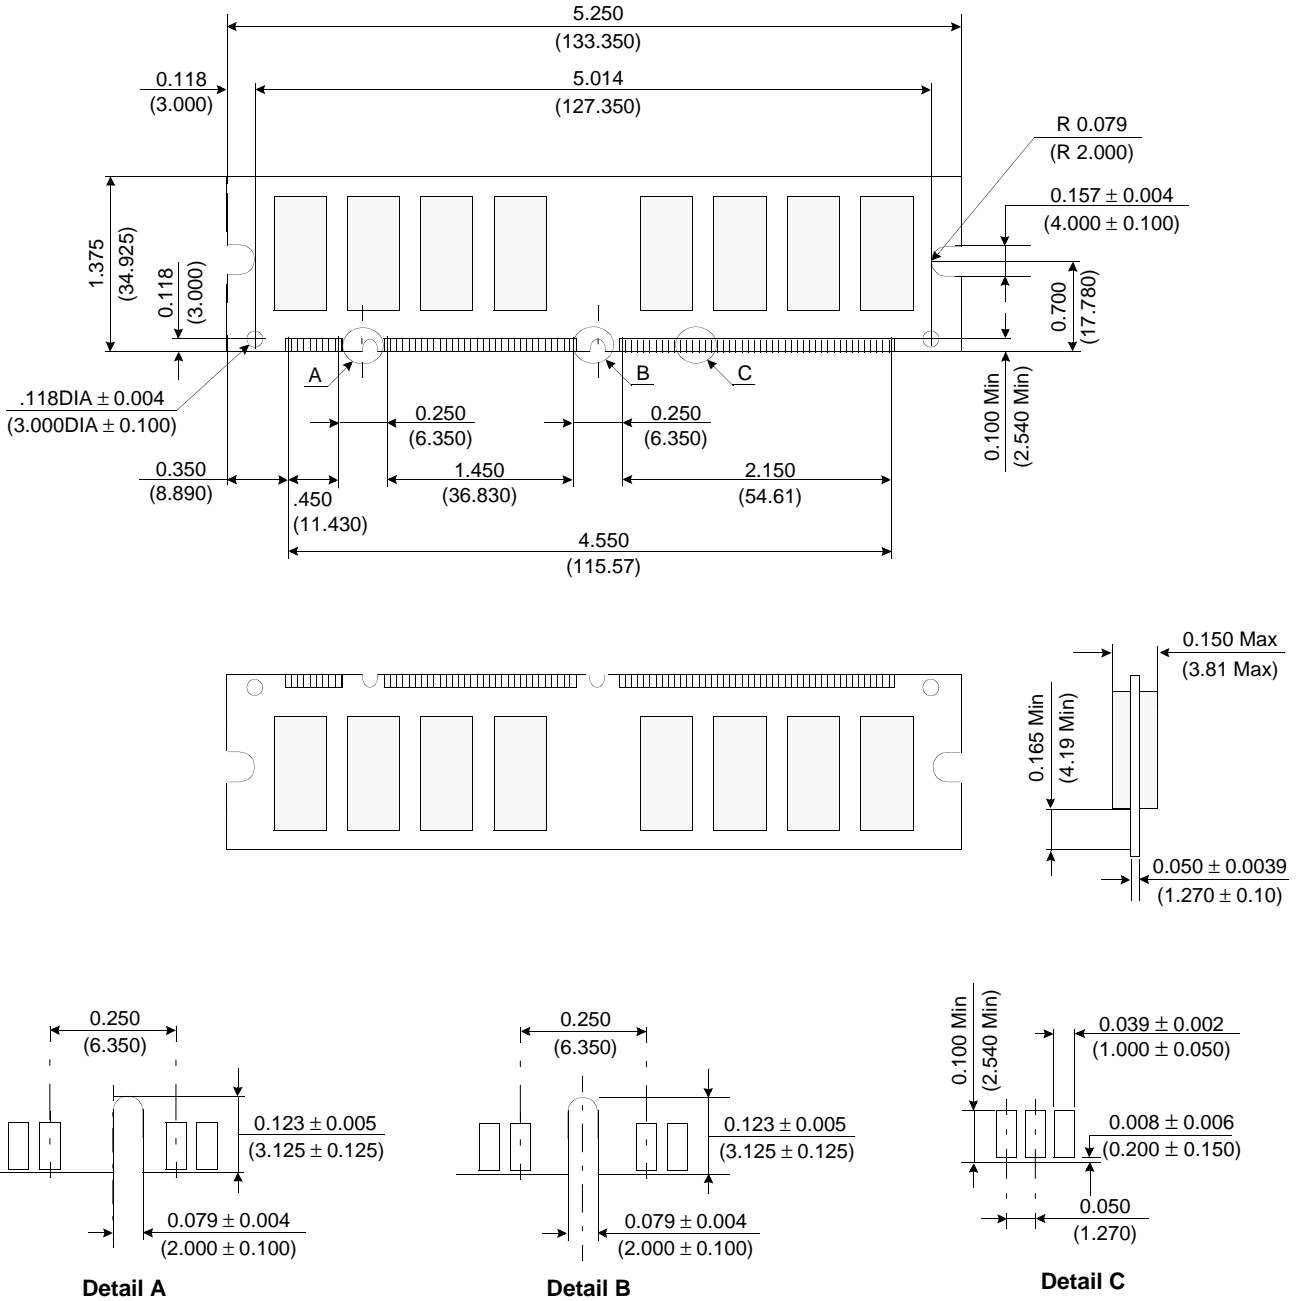 5.250
(133.350)
0.118
(3.000)
5.014
(127.350)
R 0.079
(R 2.000)
0.157 ± 0.004
(4.000 ± 0.100)
1.375
(34.925)
0.118
(3.000)
0.700
(17.780)
0.100 Min
(2.540 Min)
A
B
C
.118DIA ± 0.004
(3.000DIA ± 0.100)
0.250
(6.350)
0.250
(6.350)
0.350
(8.890)
.450
(11.430)
1.450
(36.830)
2.150
(54.61)
4.550
(115.57)
0.150 Max
(3.81 Max)
0.165 Min
(4.19 Min)
0.050 ± 0.0039
(1.270 ± 0.10)
0.250
(6.350)
0.123 ± 0.005
(3.125 ± 0.125)
0.079 ± 0.004
(2.000 ± 0.100)
Detail A
0.250
(6.350)
0.123 ± 0.005
(3.125 ± 0.125)
0.079 ± 0.004
(2.000 ± 0.100)
Detail B
0.100 Min
(2.540 Min)
0.039 ± 0.002
(1.000 ± 0.050)
0.008 ± 0.006
(0.200 ± 0.150)
0.050
(1.270)
Detail C